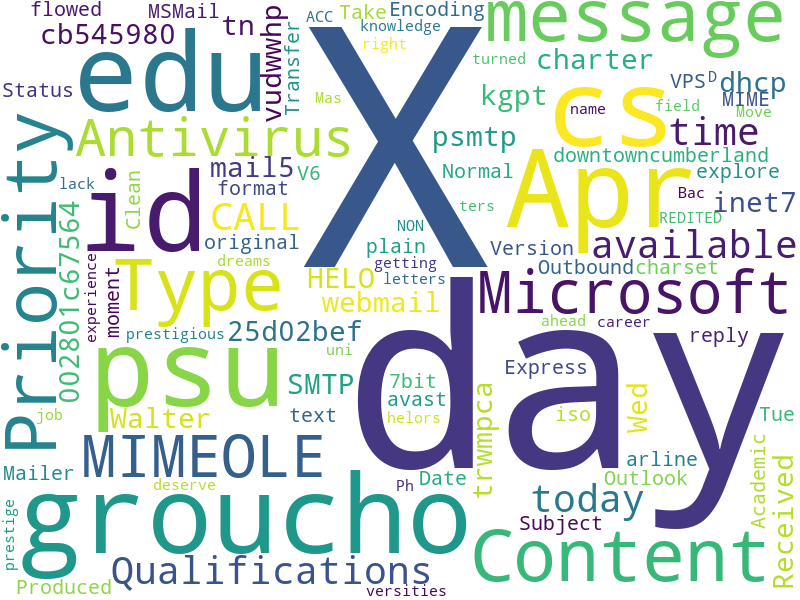 flowed
MSMail
ACC
Take
Encoding
message
cb545980
tn
vudwwhp
Transfer
knowledge
right
turned
charter
Status
edu
X
cs
VPS
D
dhcp
Priority
Antivirus
Mas
kgpt
name
field
MIME
Move
psmtp
time
id
mail5
V6
format
Normal
downtowncumberland
explore
lack
Clean
CALL
ters
Apr
Bac
inet7
REDITED
002801c67564
original
NON
plain
Version
available
experience
moment
dreams
getting
letters
HELO
Outbound
charset
Type
webmail
Microsoft
prestigious
25d02bef
day
ahead
career
reply
psu
uni
SMTP
7bit
avast
Express
job
Walter
text
helors
trwmpca
iso
Wed
Tue
MIMEOLE
Mailer
deserve
Ph
Date
arline
Outlook
Academic
Received
groucho
today
Subject
prestige
Content
Qualifications
Produced
versities